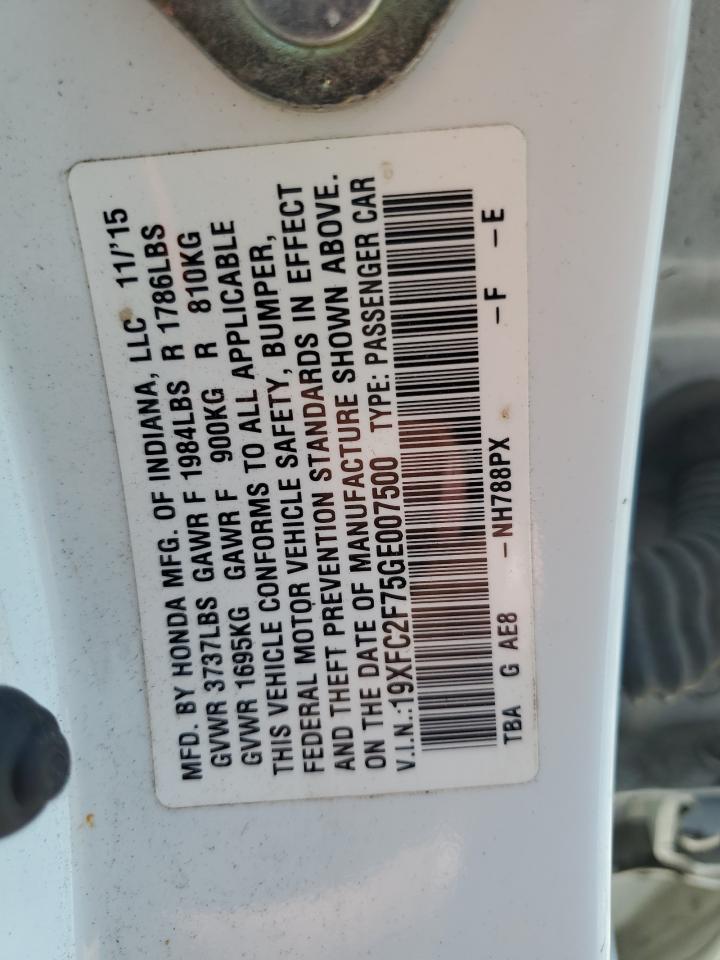 MFD. BY HONDA MFG. OF INDIANA, LLC 11/'15
GVWR 3737LBS GAWR F 1984LBS R 1786LBS
GVWR 1695KG GAWR F 900KG R 810KG
THIS VEHICLE CONFORMS TO ALL APPLICABLE
FEDERAL MOTOR VEHICLE SAFETY, BUMPER,
AND THEFT PREVENTION STANDARDS IN EFFECT
ON THE DATE OF MANUFACTURE SHOWN ABOVE.
V.I.N.:19XFC2F75GE007500 TYPE: PASSENGER CAR
TBA G AE8 -NH788PX -F -E